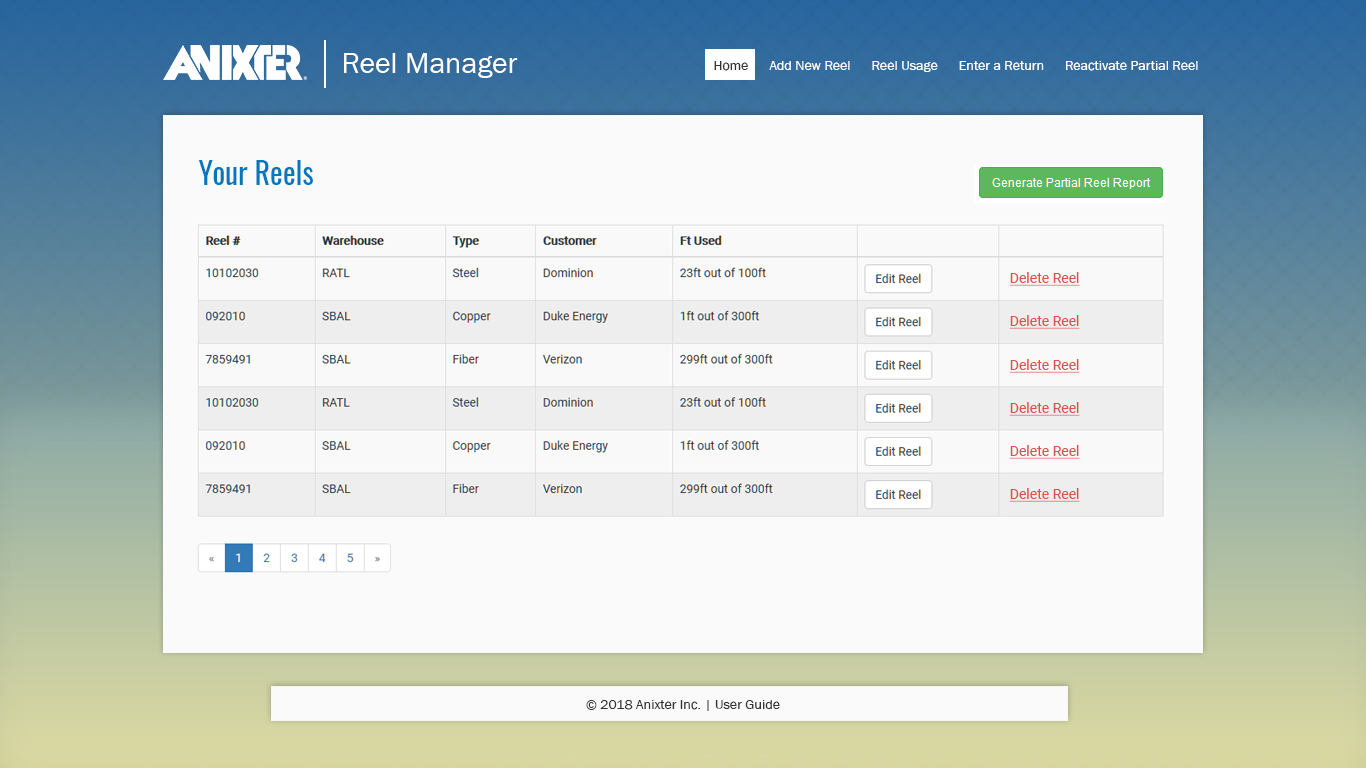 ANIXTER | Reel Manager
Home Add New Reel Reel Usage Enter a Return Reactivate Partial Reel
Your Reels
Generate Partial Reel Report
Reel # Warehouse Type Customer Ft Used
10102030 RATL Steel Dominion 23ft out of 100ft Edit Reel Delete Reel
092010 SBAL Copper Duke Energy 1ft out of 300ft Edit Reel Delete Reel
7859491 SBAL Fiber Verizon 299ft out of 300ft Edit Reel Delete Reel
10102030 RATL Steel Dominion 23ft out of 100ft Edit Reel Delete Reel
092010 SBAL Copper Duke Energy 1ft out of 300ft Edit Reel Delete Reel
7859491 SBAL Fiber Verizon 299ft out of 300ft Edit Reel Delete Reel
« 1 2 3 4 5 »
© 2018 Anixter Inc. | User Guide